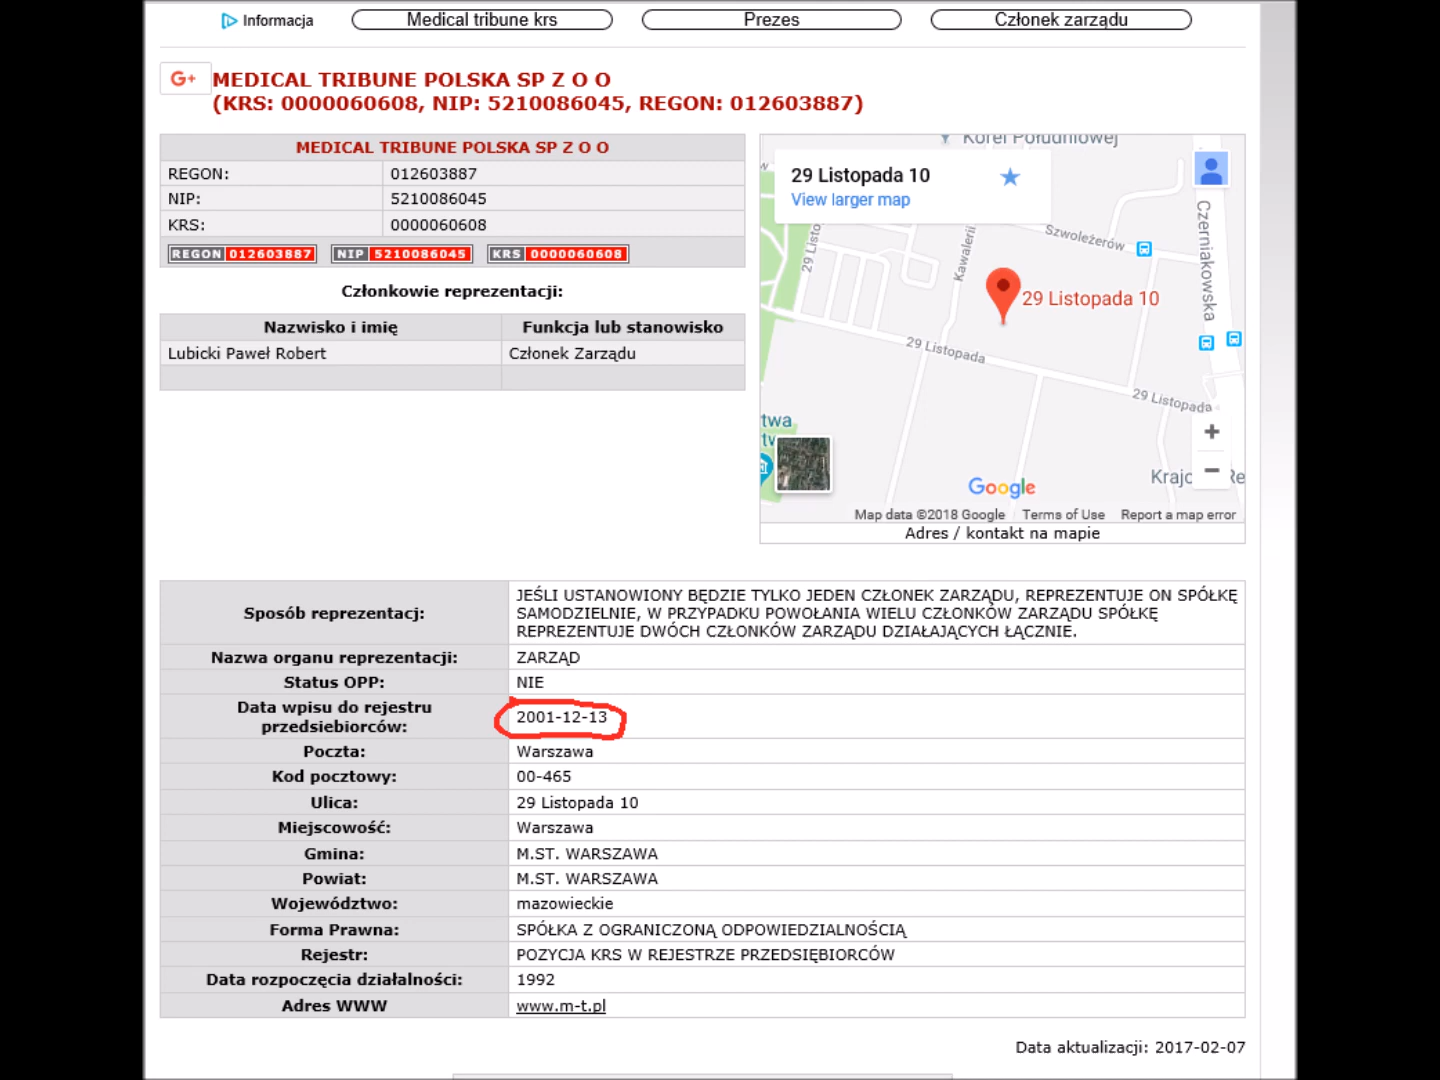 Informacja
Medical tribune krs
Prezes
Członek zarządu
G+
MEDICAL TRIBUNE POLSKA SP Z O O
(KRS: 0000060608, NIP: 5210086045, REGON: 012603887)
MEDICAL TRIBUNE POLSKA SP Z O O
REGON: 012603887
NIP: 5210086045
KRS: 0000060608
REGON 012603887 NIP 5210086045 KRS 0000060608
Członkowie reprezentacji:
Nazwisko i imię Funkcja lub stanowisko
Lubicki Paweł Robert Członek Zarządu
29 Listopada 10
View larger map
Szwoleżerów
Czerniakowska
Kawalerii
29 Listo
29 Listopada 10
29 Listopada
29 Listopada
twa
Krajo
Re
+
−
Google
Map data ©2018 Google Terms of Use Report a map error
Adres / kontakt na mapie
Sposób reprezentacj: JEŚLI USTANOWIONY BĘDZIE TYLKO JEDEN CZŁONEK ZARZĄDU, REPREZENTUJE ON SPÓŁKĘ
SAMODZIELNIE, W PRZYPADKU POWOŁANIA WIELU CZŁONKÓW ZARZĄDU SPÓŁKĘ
REPREZENTUJE DWÓCH CZŁONKÓW ZARZĄDU DZIAŁAJĄCYCH ŁĄCZNIE.
Nazwa organu reprezentacji: ZARZĄD
Status OPP: NIE
Data wpisu do rejestru
przedsiebiorców: 2001-12-13
Poczta: Warszawa
Kod pocztowy: 00-465
Ulica: 29 Listopada 10
Miejscowość: Warszawa
Gmina: M.ST. WARSZAWA
Powiat: M.ST. WARSZAWA
Województwo: mazowieckie
Forma Prawna: SPÓŁKA Z OGRANICZONĄ ODPOWIEDZIALNOŚCIĄ
Rejestr: POZYCJA KRS W REJESTRZE PRZEDSIĘBIORCÓW
Data rozpoczęcia działalności: 1992
Adres WWW www.m-t.pl
Data aktualizacji: 2017-02-07